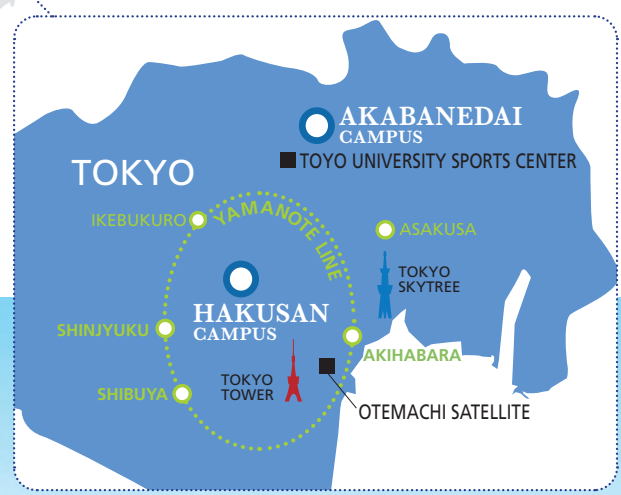 AKABANEDAI
CAMPUS
TOYO UNIVERSITY SPORTS CENTER
TOKYO
IKEBUKURO
YAMANOTE LINE
ASAKUSA
TOKYO
SKYTREE
HAKUSAN
CAMPUS
SHINJYUKU
AKIHABARA
TOKYO
TOWER
SHIBUYA
OTEMACHI SATELLITE